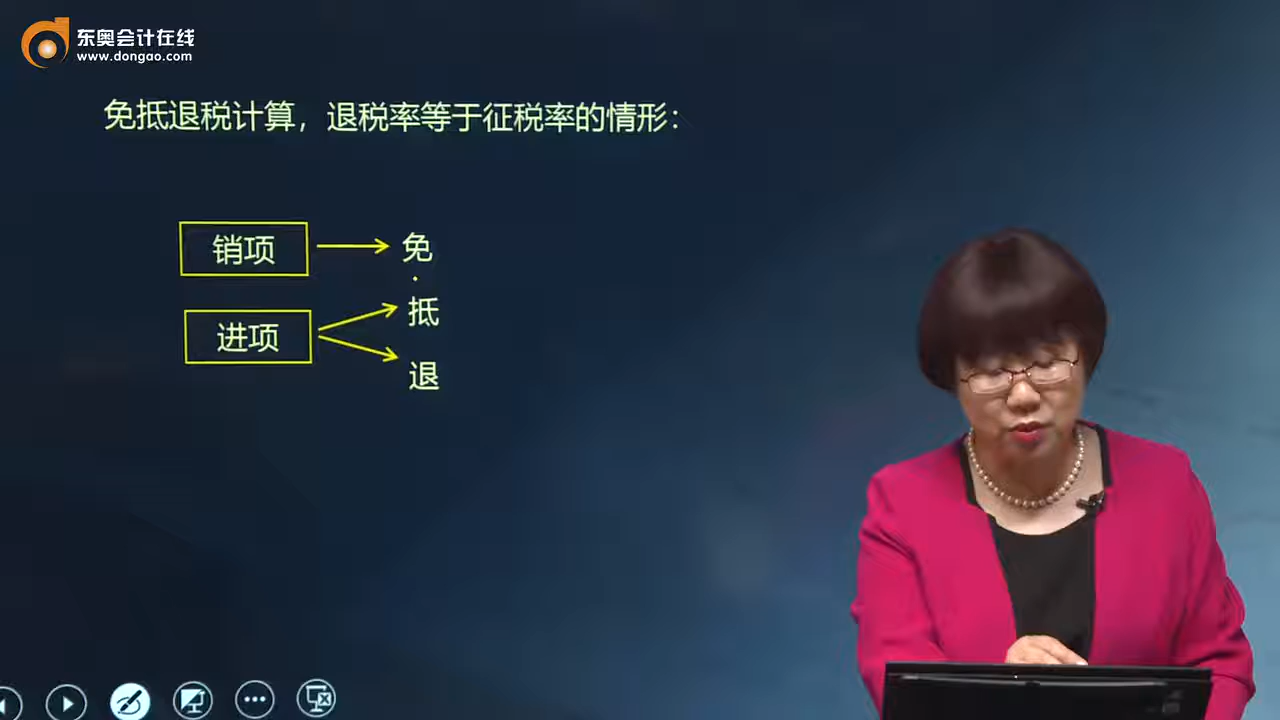 东奥会计在线
www.dongao.com
免抵退税计算，退税率等于征税率的情形：
销项
免
抵
进项
退